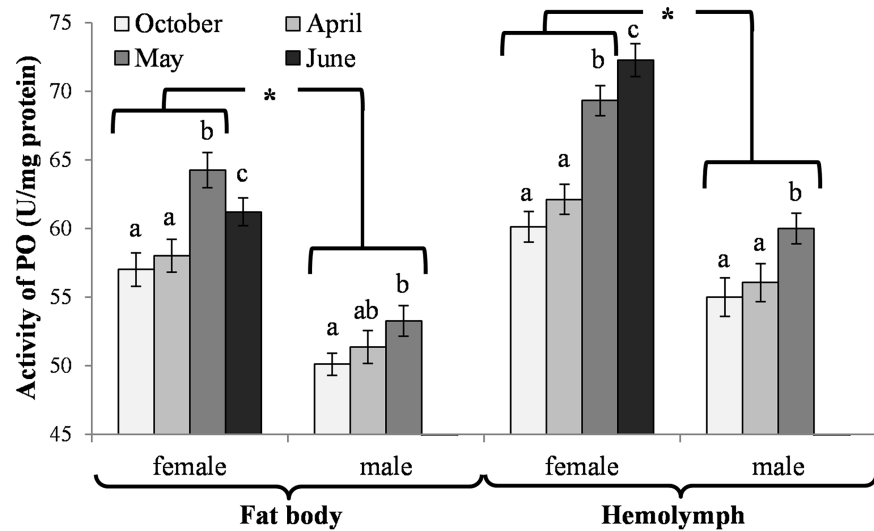 Activity of PO (U/mg protein)
75
70
65
60
55
50
45
October
April
May
June
*
*
a
a
b
c
a
ab
b
a
a
b
c
a
a
b
female
male
female
male
Fat body
Hemolymph